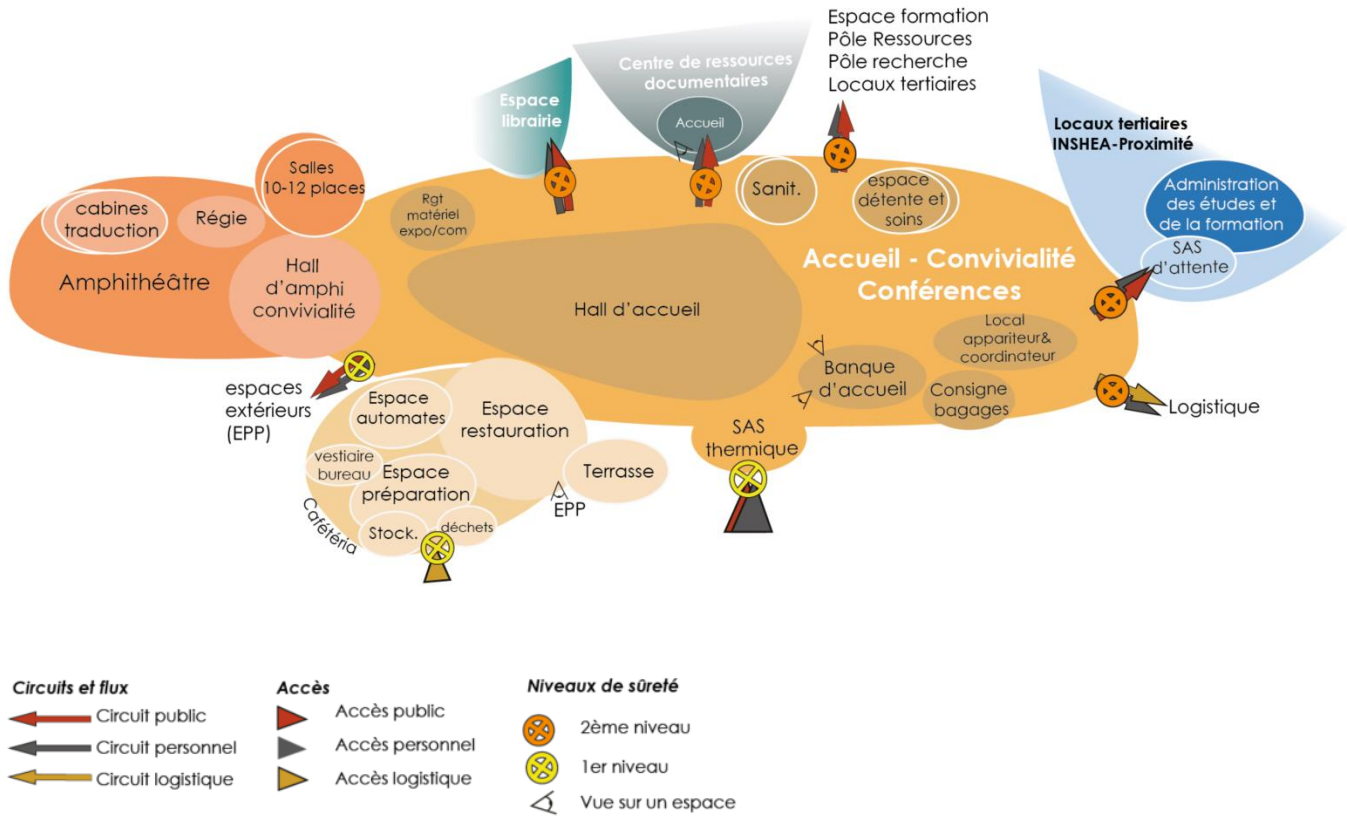 Espace formation
Pôle Ressources
Pôle recherche
Locaux tertiaires
Centre de ressources
documentaires
Accueil
Espace
librairie
Locaux tertiaires
INSHEA-Proximité
Administration
des études et
de la formation
SAS
d'attente
Salles
10-12 places
cabines
traduction
Régie
Rgt
matériel
expo/com
Sanit.
espace
détente et
soins
Amphithéâtre
Hall
d'amphi
convivialité
Hall d'accueil
Accueil - Convivialité
Conférences
Local
appariteur&
coordinateur
Banque
d'accueil
Consigne
bagages
Logistique
espaces
extérieurs
(EPP)
Espace
automates
Espace
restauration
SAS
thermique
vestiaire
bureau
Espace
préparation
Terrasse
EPP
Stock.
déchets
Cafétéria
Circuits et flux
Circuit public
Circuit personnel
Circuit logistique
Accès
Accès public
Accès personnel
Accès logistique
Niveaux de sûreté
2ème niveau
1er niveau
Vue sur un espace